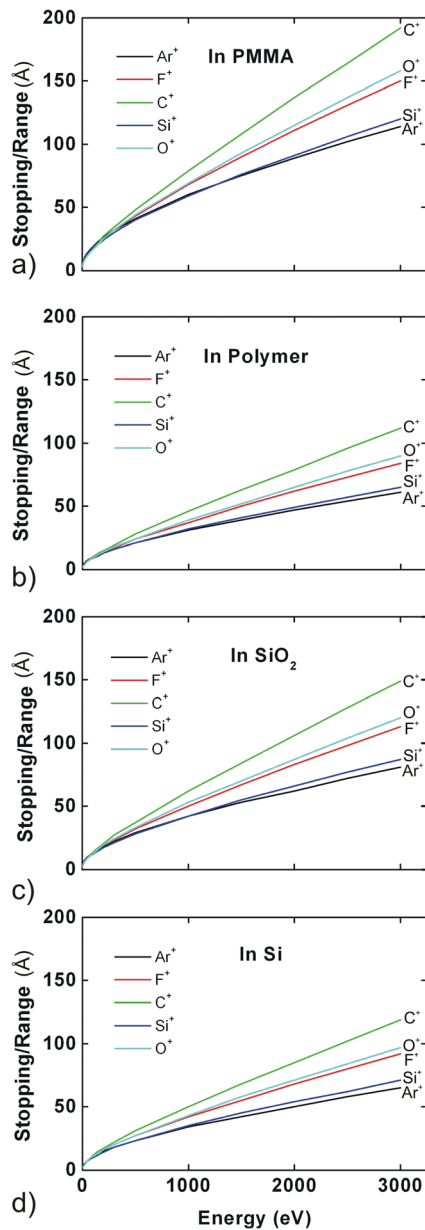 200
150
100
50
0
Stopping/Range (Å)
In PMMA
Ar+
F+
C+
Si+
O+
C+
O+
F+
Si+
Ar+
a)
200
150
100
50
0
Stopping/Range (Å)
In Polymer
Ar+
F+
C+
Si+
O+
C+
O+
F+
Si+
Ar+
b)
200
150
100
50
0
Stopping/Range (Å)
In SiO2
Ar+
F+
C+
Si+
O+
C+
O+
F+
Si+
Ar+
c)
200
150
100
50
0
Stopping/Range (Å)
In Si
Ar+
F+
C+
Si+
O+
C+
O+
F+
Si+
Ar+
d)
0 1000 2000 3000
Energy (eV)